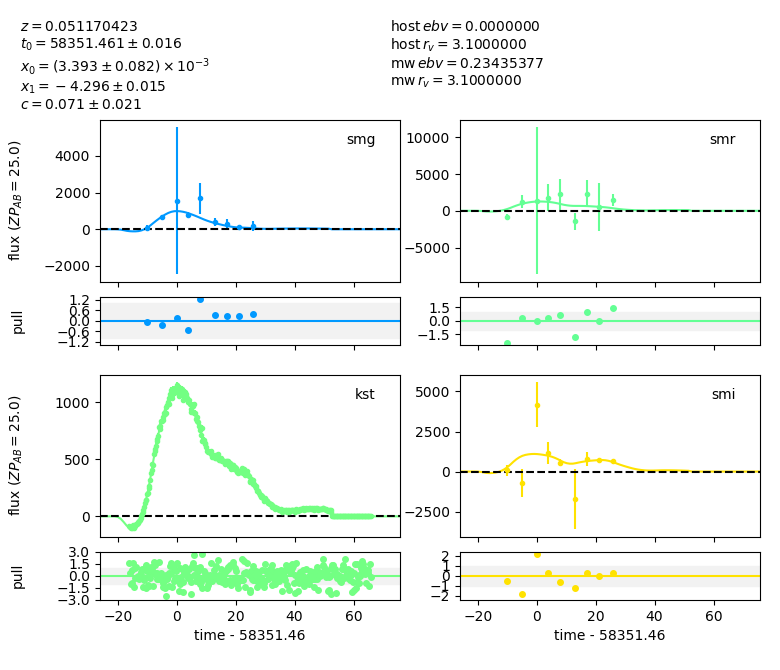 z = 0.051170423
t₀ = 58351.461 ± 0.016
x₀ = (3.393 ± 0.082) × 10⁻³
x₁ = −4.296 ± 0.015
c = 0.071 ± 0.021
host ebv = 0.0000000
host r_v = 3.1000000
mw ebv = 0.23435377
mw r_v = 3.1000000
smg
flux (ZP_AB = 25.0)
4000
2000
0
−2000
smr
10000
5000
0
−5000
pull
1.2
0.6
0.0
−0.6
−1.2
1.5
0.0
−1.5
kst
flux (ZP_AB = 25.0)
1000
500
0
smi
5000
2500
0
−2500
pull
3.0
1.5
0.0
−1.5
−3.0
−20 0 20 40 60
time - 58351.46
2
1
0
−1
−2
−20 0 20 40 60
time - 58351.46